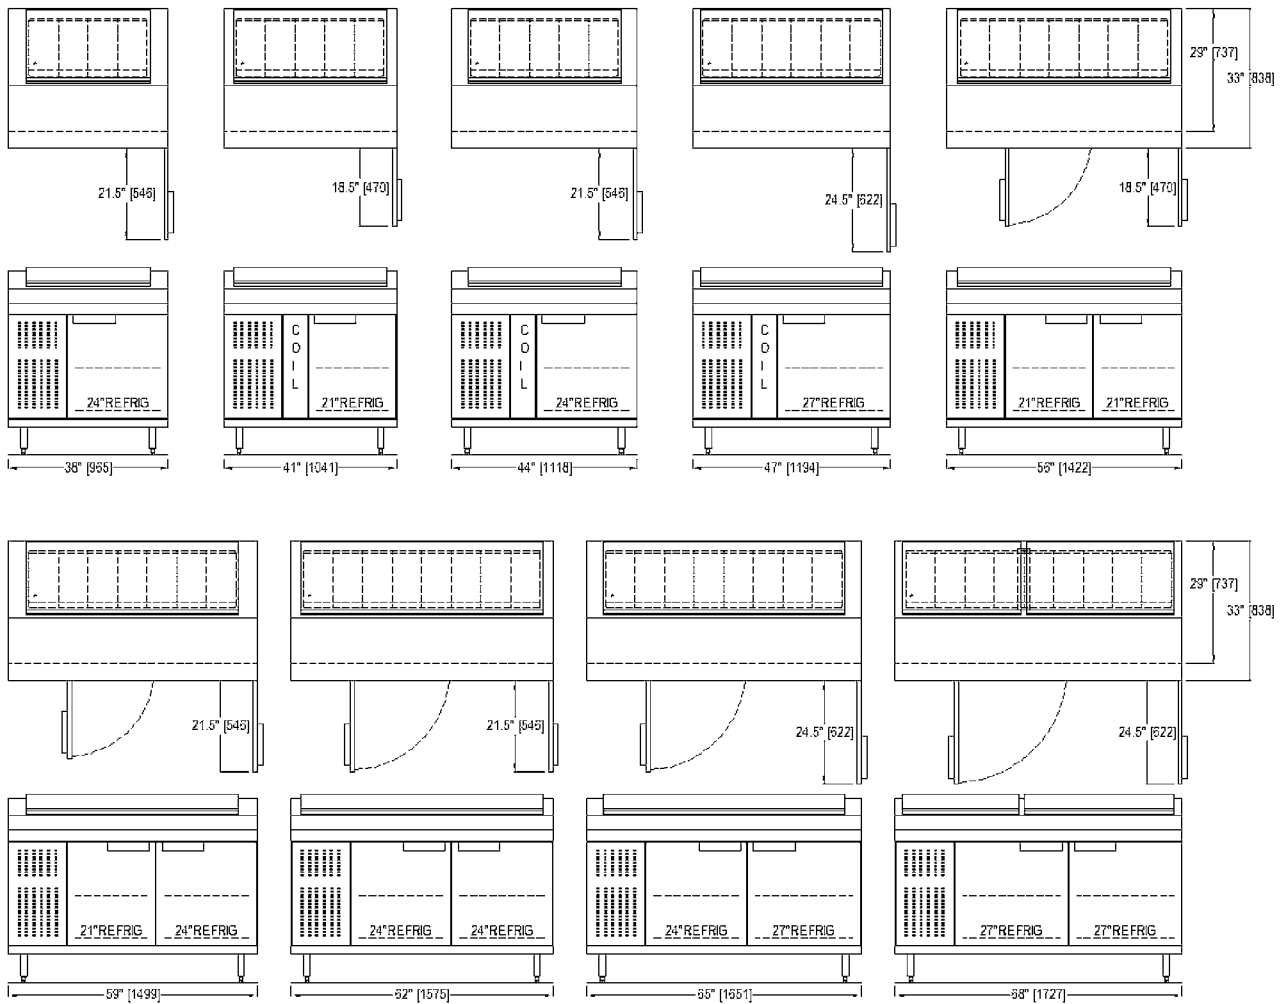 29" [737]
33" [838]
21.5" [546]
18.5" [470]
21.5" [546]
24.5" [622]
18.5" [470]
COIL
COIL
COIL
24"REFRIG
21"REFRIG
24"REFRIG
27"REFRIG
21"REFRIG
21"REFRIG
38" [965]
41" [1041]
44" [1118]
47" [1194]
56" [1422]
29" [737]
33" [838]
21.5" [546]
21.5" [546]
24.5" [622]
24.5" [622]
21"REFRIG
24"REFRIG
24"REFRIG
24"REFRIG
24"REFRIG
27"REFRIG
27"REFRIG
27"REFRIG
59" [1499]
62" [1575]
65" [1651]
68" [1727]